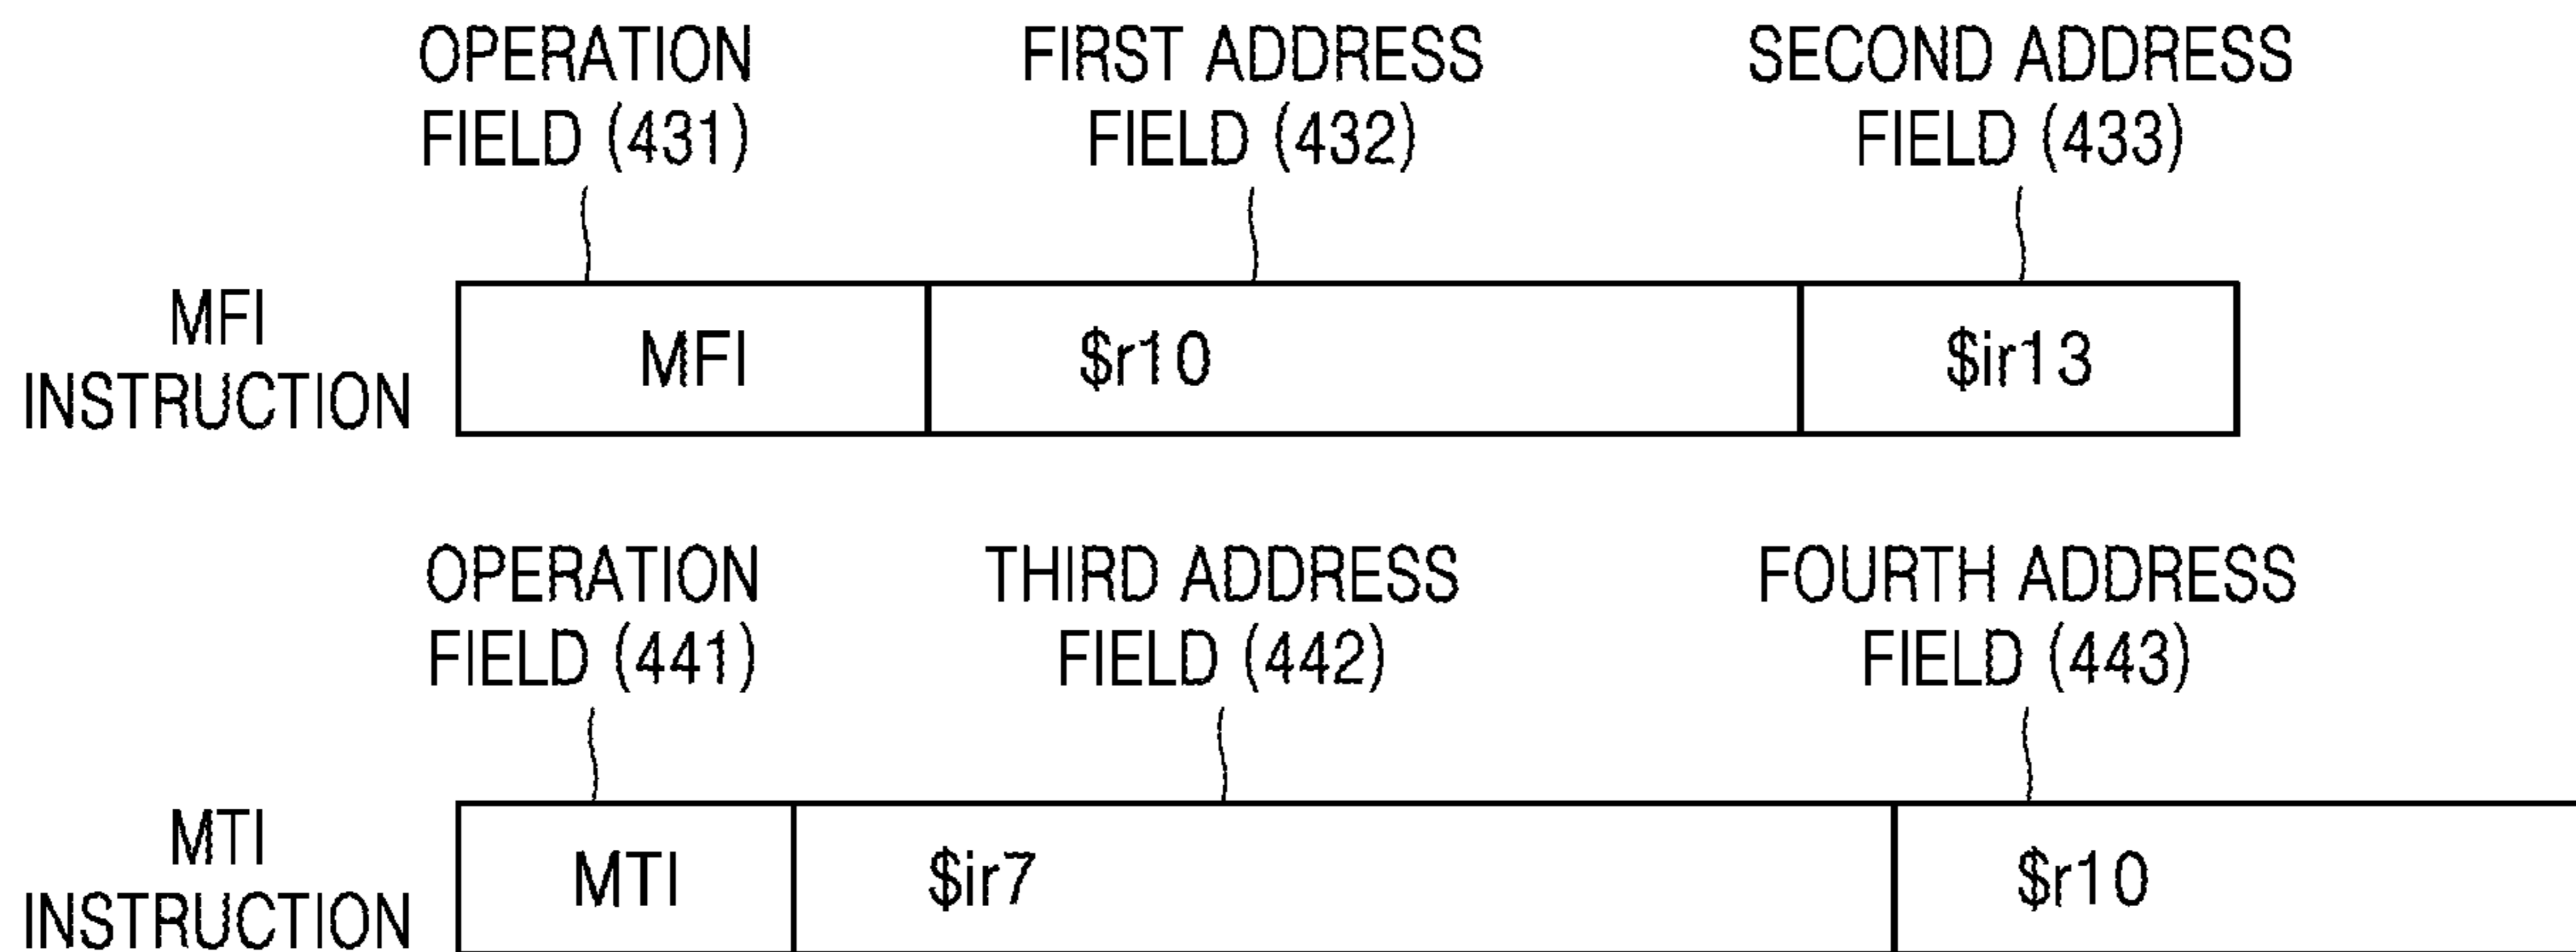 OPERATION FIRST ADDRESS SECOND ADDRESS
FIELD (431) FIELD (432) FIELD (433)
MFI
INSTRUCTION
MFI $r10 $ir13
OPERATION THIRD ADDRESS FOURTH ADDRESS
FIELD (441) FIELD (442) FIELD (443)
MTI
INSTRUCTION
MTI $ir7 $r10